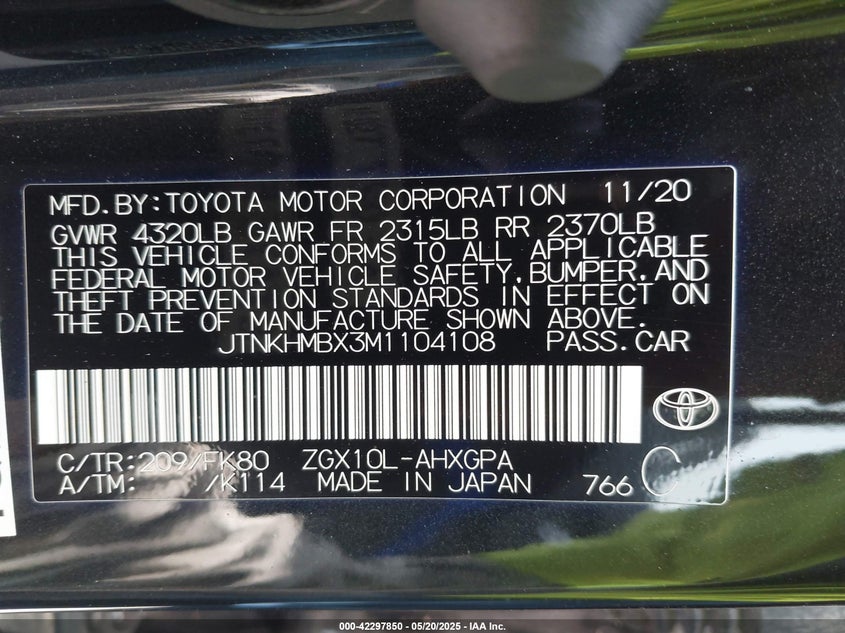 MFD.BY:TOYOTA MOTOR CORPORATION 11/20
GVWR 4320LB GAWR FR 2315LB RR 2370LB
THIS VEHICLE CONFORMS TO ALL APPLICABLE
FEDERAL MOTOR VEHICLE SAFETY,BUMPER,AND
THEFT PREVENTION STANDARDS IN EFFECT ON
THE DATE OF MANUFACTURE SHOWN ABOVE.
JTNKHMBX3M1104108 PASS.CAR
C/TR:209/FK80 ZGX10L-AHXGPA
A/TM: /K114 MADE IN JAPAN 766 C
000-42297850 — 05/20/2025 — IAA Inc.